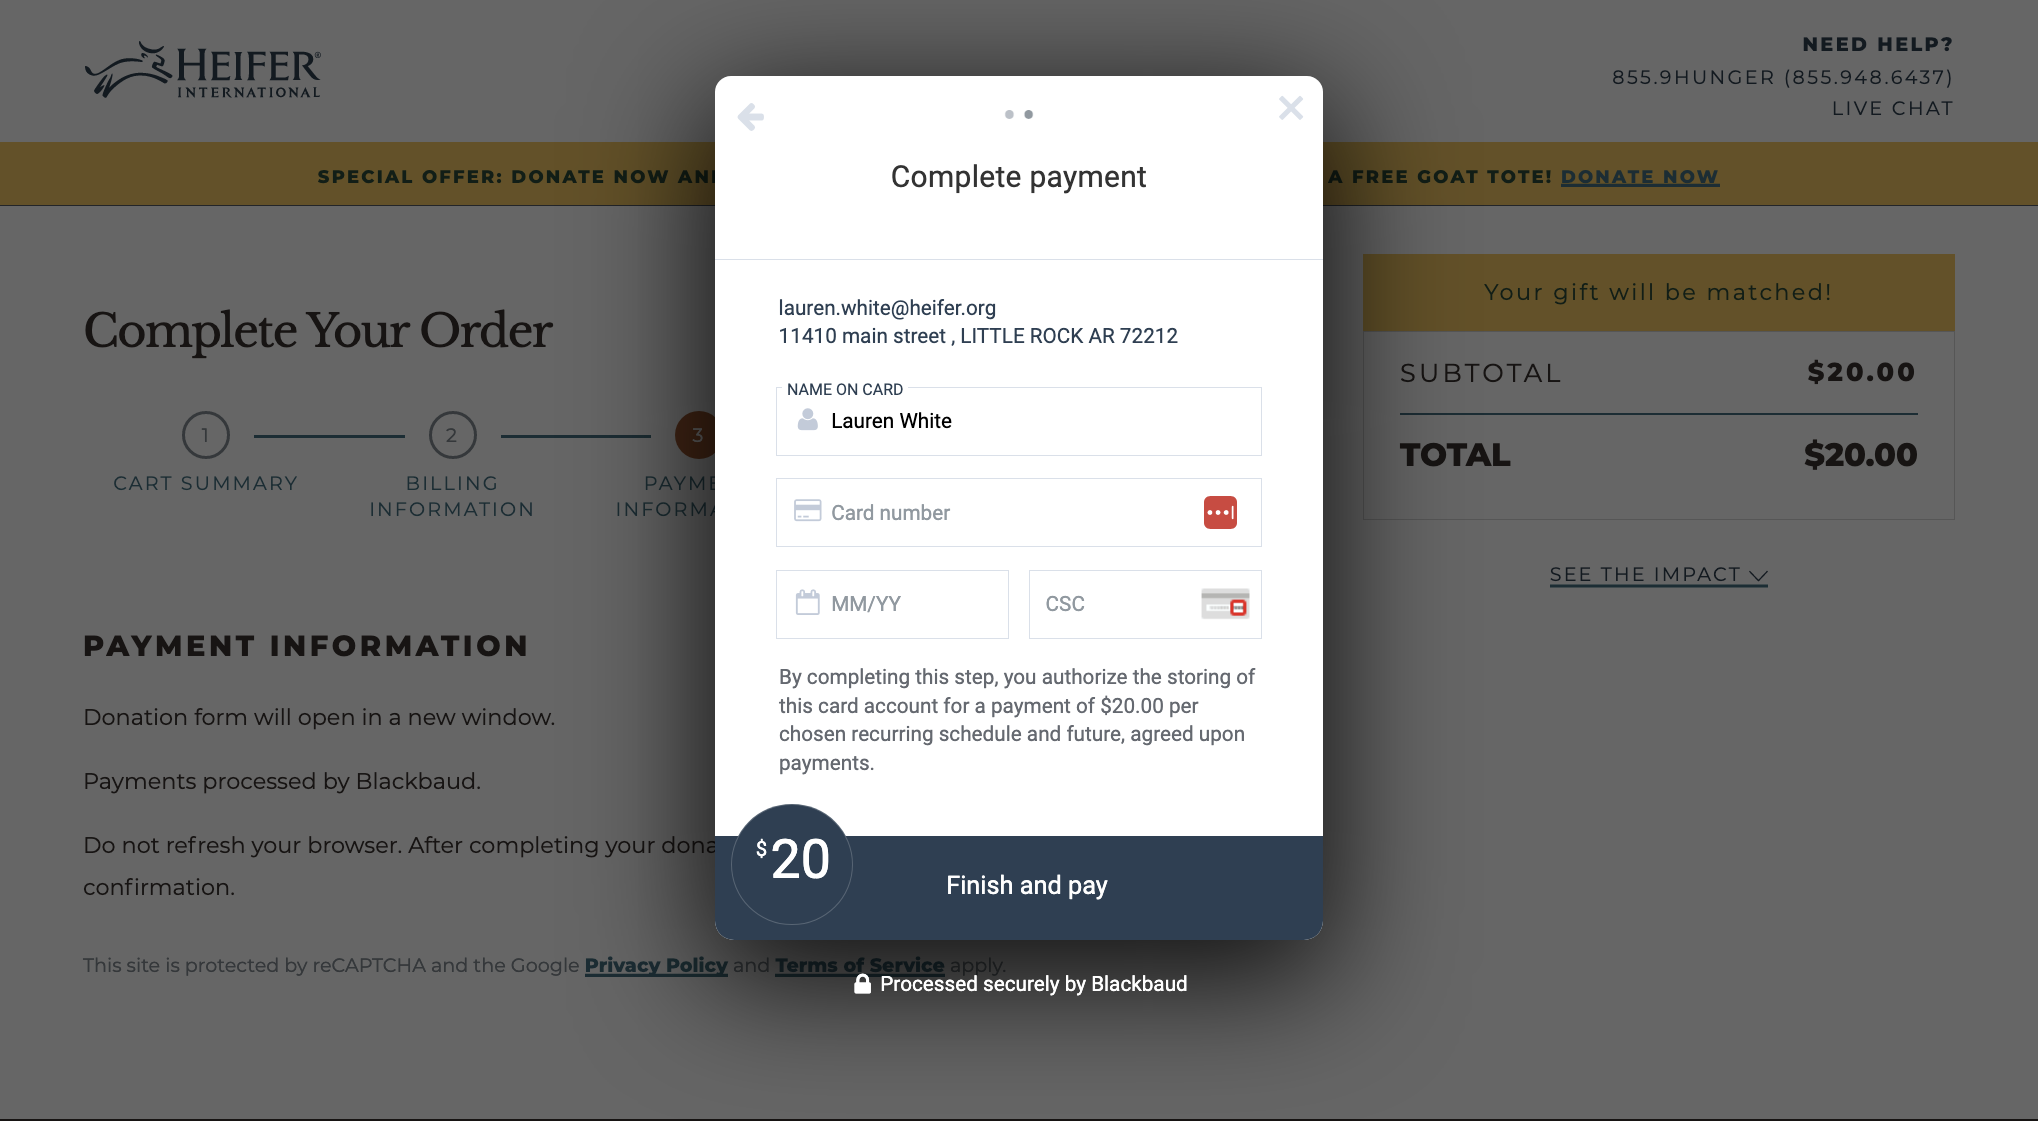 HEIFER®
INTERNATIONAL
NEED HELP?
855.9HUNGER (855.948.6437)
LIVE CHAT
SPECIAL OFFER: DONATE NOW AN
A FREE GOAT TOTE! DONATE NOW
Complete Your Order
1
2
3
CART SUMMARY
BILLING
INFORMATION
PAYME
INFORMA
PAYMENT INFORMATION
Donation form will open in a new window.
Payments processed by Blackbaud.
Do not refresh your browser. After completing your dona
confirmation.
This site is protected by reCAPTCHA and the Google Privacy Policy and Terms of Service apply.
Complete payment
lauren.white@heifer.org
11410 main street , LITTLE ROCK AR 72212
NAME ON CARD
Lauren White
Card number
MM/YY
CSC
By completing this step, you authorize the storing of
this card account for a payment of $20.00 per
chosen recurring schedule and future, agreed upon
payments.
$20
Finish and pay
Processed securely by Blackbaud
Your gift will be matched!
SUBTOTAL $20.00
TOTAL $20.00
SEE THE IMPACT